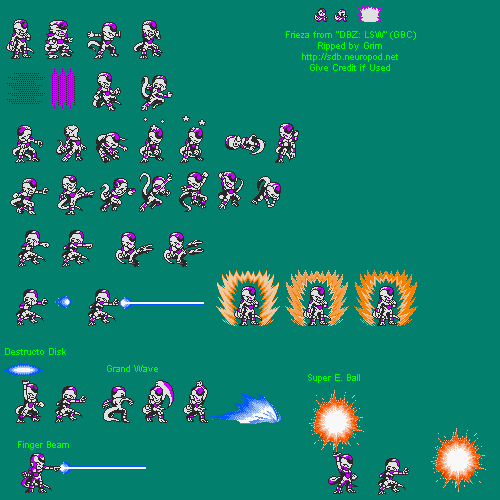 Frieza from "DBZ: LSW" (GBC)
Ripped by Grim
http://sdb.neuropod.net
Give Credit if Used
Destructo Disk
Grand Wave
Super E. Ball
Finger Beam